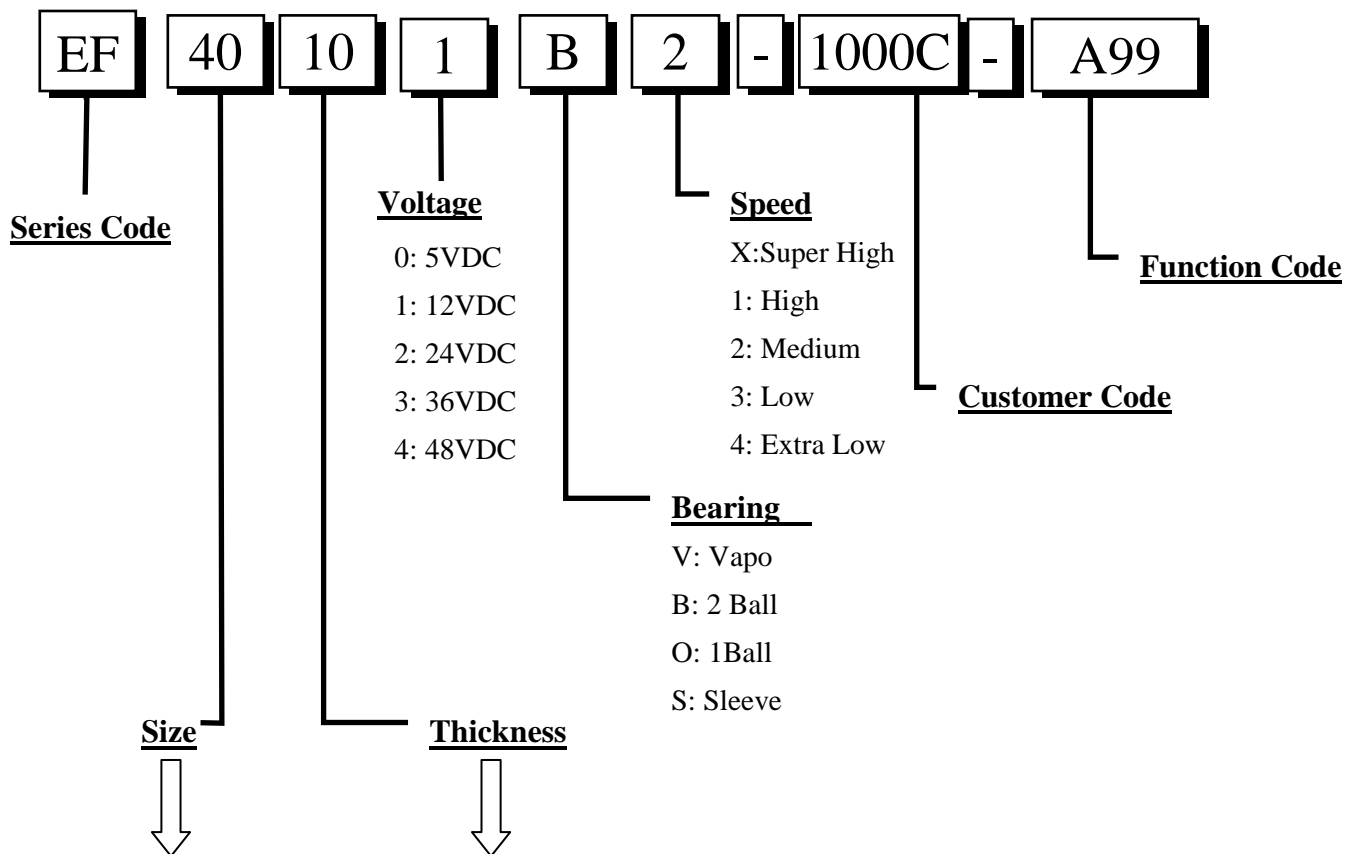 EF 40 10 1 B 2 - 1000C - A99
Series Code
Voltage
0: 5VDC
1: 12VDC
2: 24VDC
3: 36VDC
4: 48VDC
Speed
X:Super High
1: High
2: Medium
3: Low
4: Extra Low
Function Code
Customer Code
Bearing
V: Vapo
B: 2 Ball
O: 1Ball
S: Sleeve
Size
Thickness